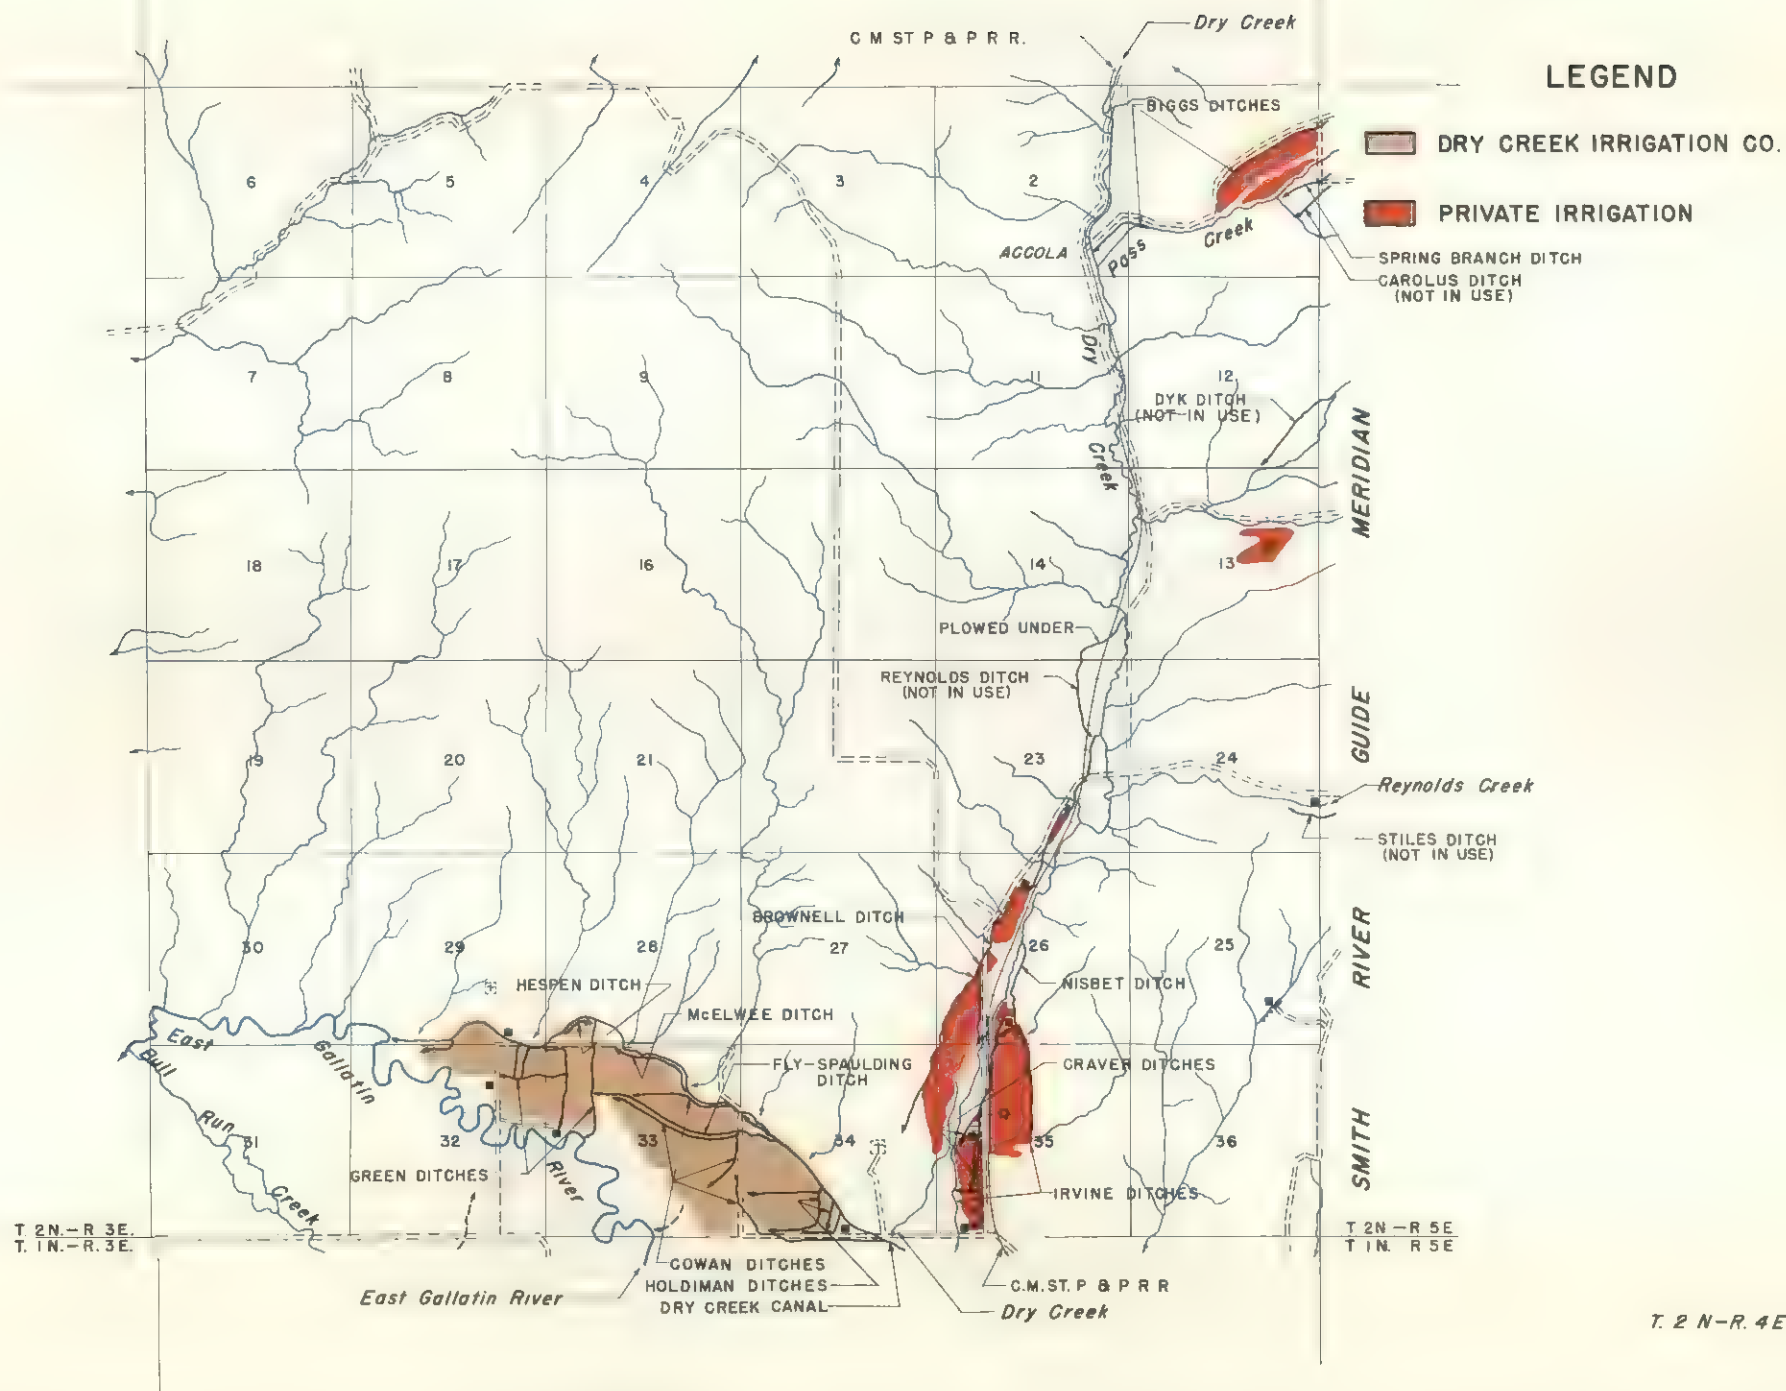 Dry Creek
C M ST P & P R R.
LEGEND
BIGGS DITCHES
DRY CREEK IRRIGATION CO.
6
5
4
3
2
PRIVATE IRRIGATION
Pass Creek
ACCOLA
SPRING BRANCH DITCH
CAROLUS DITCH
(NOT IN USE)
Dry Creek
7
8
9
11
12
DYK DITCH
(NOT IN USE)
SMITH RIVER GUIDE MERIDIAN
18
17
16
14
13
PLOWED UNDER
REYNOLDS DITCH
(NOT IN USE)
19
20
21
23
24
Reynolds Creek
STILES DITCH
(NOT IN USE)
BROWNELL DITCH
30
29
28
27
26
25
HESPEN DITCH
NISBET DITCH
McELWEE DITCH
East Gallatin River
Bull Run Creek
FLY-SPAULDING
DITCH
CRAVER DITCHES
31
32
33
34
35
36
GREEN DITCHES
IRVINE DITCHES
T. 2N.-R. 3E.
T. 1N.-R. 3E.
T 2N-R 5E
T 1N. R 5E
COWAN DITCHES
HOLDIMAN DITCHES
DRY CREEK CANAL
East Gallatin River
C.M.ST. P & P R R
Dry Creek
T. 2 N-R. 4E